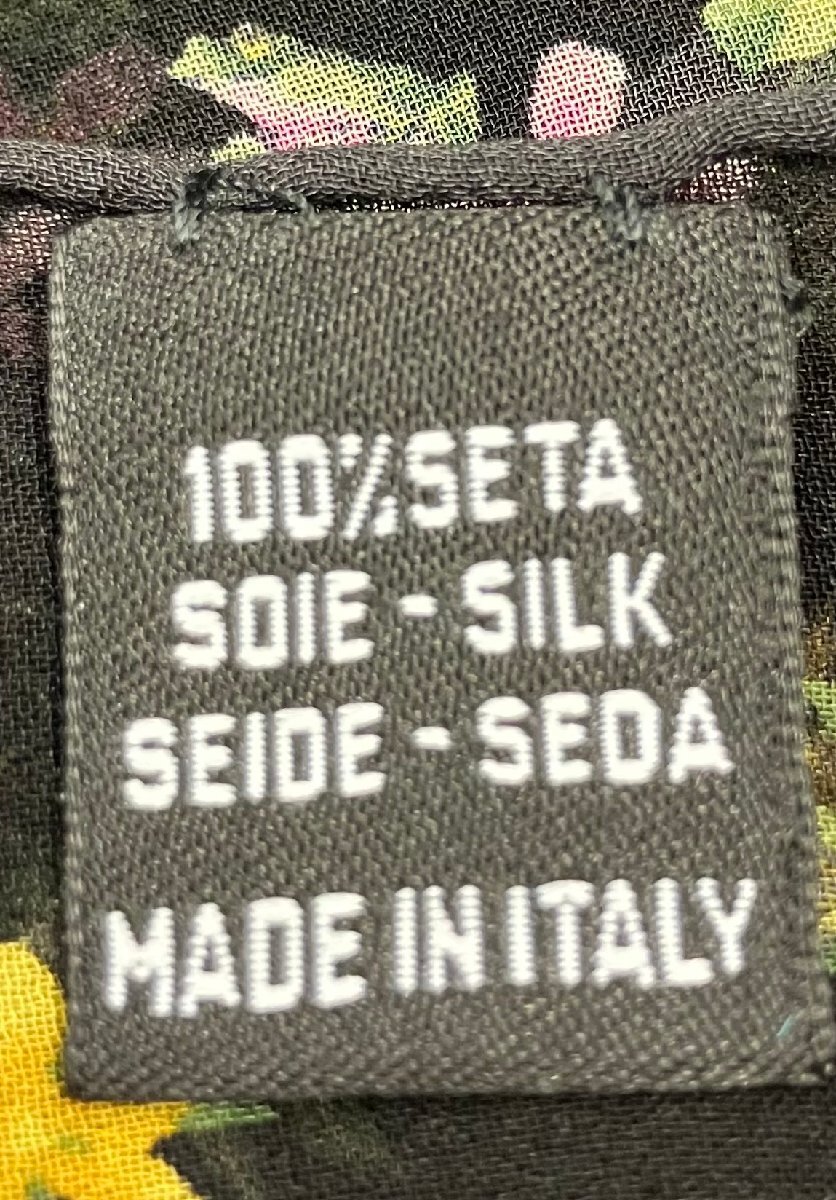 100% SETA
SOIE - SILK
SEIDE - SEDA
MADE IN ITALY